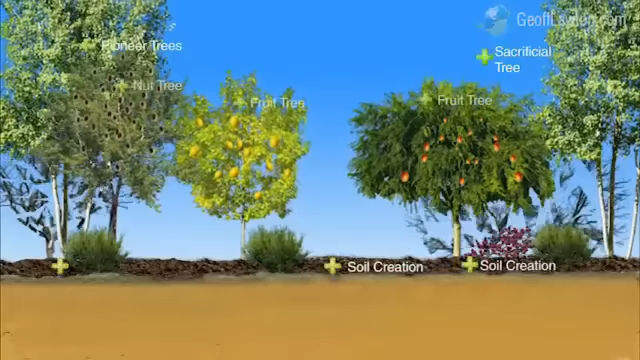 GeoffLawton.com
Pioneer Trees
Sacrificial
Tree
Nut Tree
Fruit Tree
Fruit Tree
Soil Creation
Soil Creation